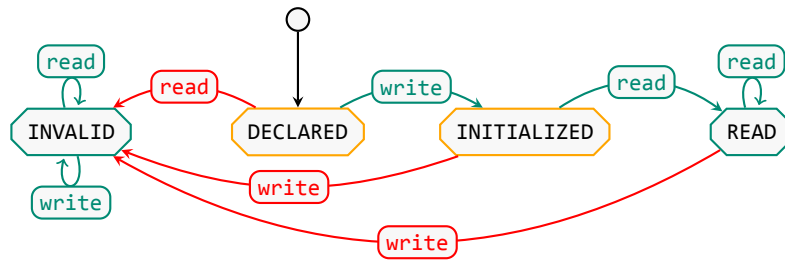 read
read
write
read
read
INVALID
DECLARED
INITIALIZED
READ
write
write
write